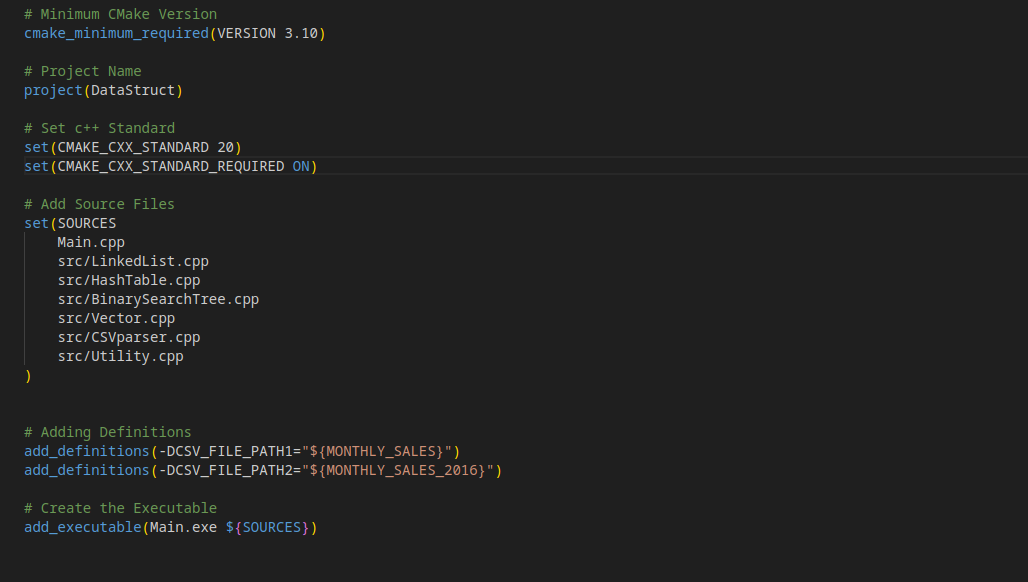 # Minimum CMake Version
cmake_minimum_required(VERSION 3.10)
# Project Name
project(DataStruct)
# Set c++ Standard
set(CMAKE_CXX_STANDARD 20)
set(CMAKE_CXX_STANDARD_REQUIRED ON)
# Add Source Files
set(SOURCES
    Main.cpp
    src/LinkedList.cpp
    src/HashTable.cpp
    src/BinarySearchTree.cpp
    src/Vector.cpp
    src/CSVparser.cpp
    src/Utility.cpp
)
# Adding Definitions
add_definitions(-DCSV_FILE_PATH1="${MONTHLY_SALES}")
add_definitions(-DCSV_FILE_PATH2="${MONTHLY_SALES_2016}")
# Create the Executable
add_executable(Main.exe ${SOURCES})